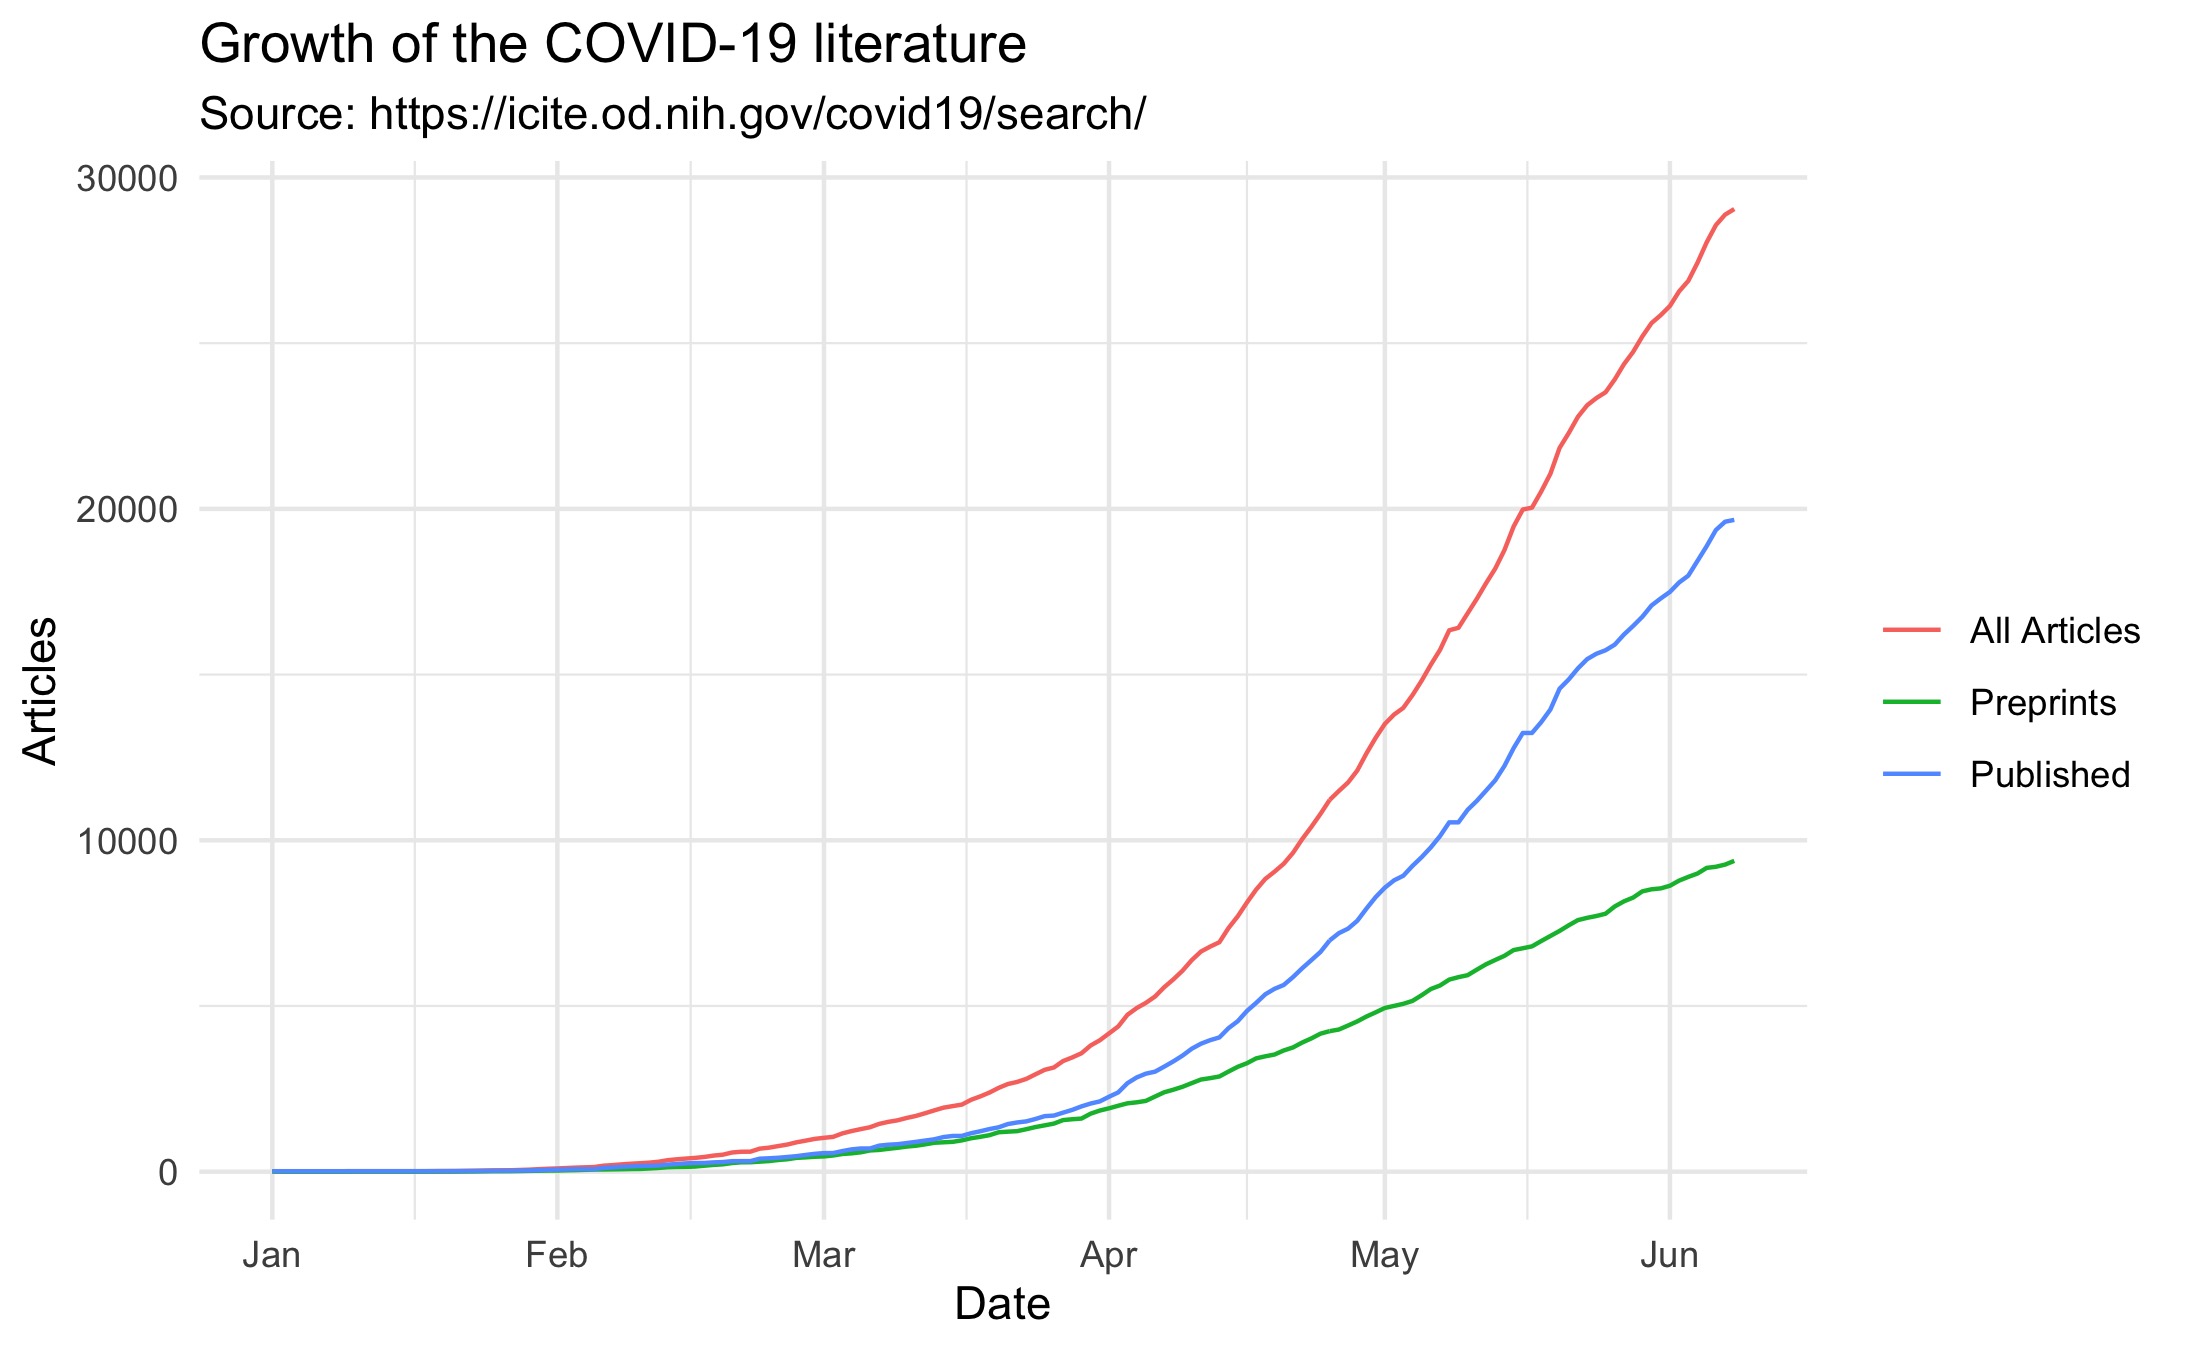 Growth of the COVID-19 literature
Source: https://icite.od.nih.gov/covid19/search/
30000
20000
10000
0
Articles
Jan Feb Mar Apr May Jun
Date
All Articles
Preprints
Published